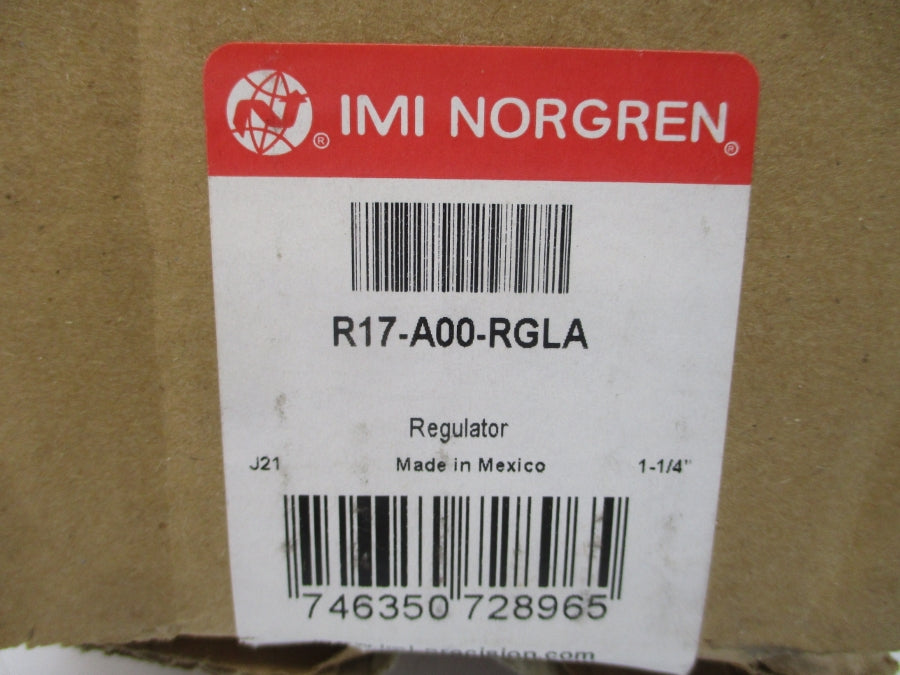 ® IMI NORGREN®
R17-A00-RGLA
Regulator
J21 Made in Mexico 1-1/4"
746350 728965